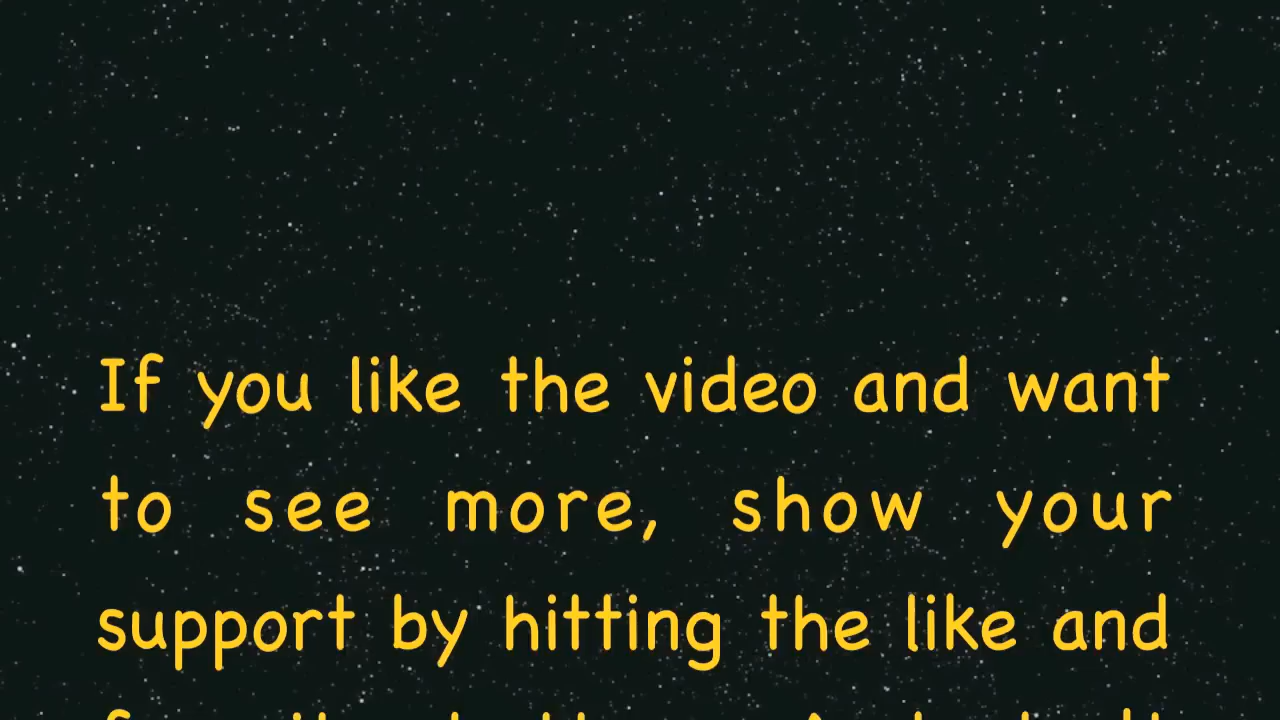 If you like the video and want
to see more, show your
support by hitting the like and